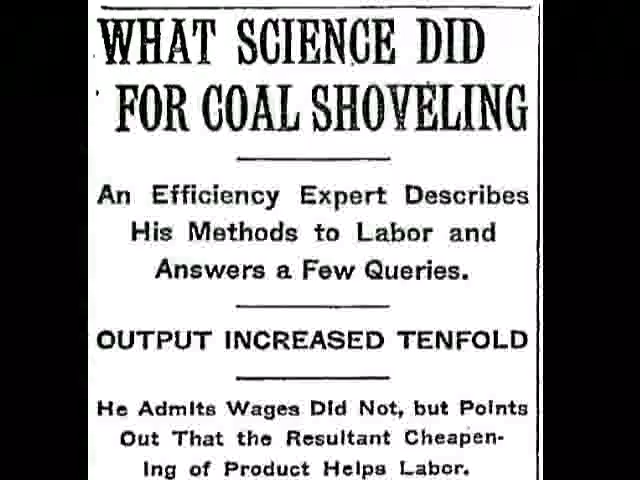 WHAT SCIENCE DID
FOR COAL SHOVELING
An Efficiency Expert Describes
His Methods to Labor and
Answers a Few Queries.
OUTPUT INCREASED TENFOLD
He Admits Wages Did Not, but Points
Out That the Resultant Cheapen-
ing of Product Helps Labor.